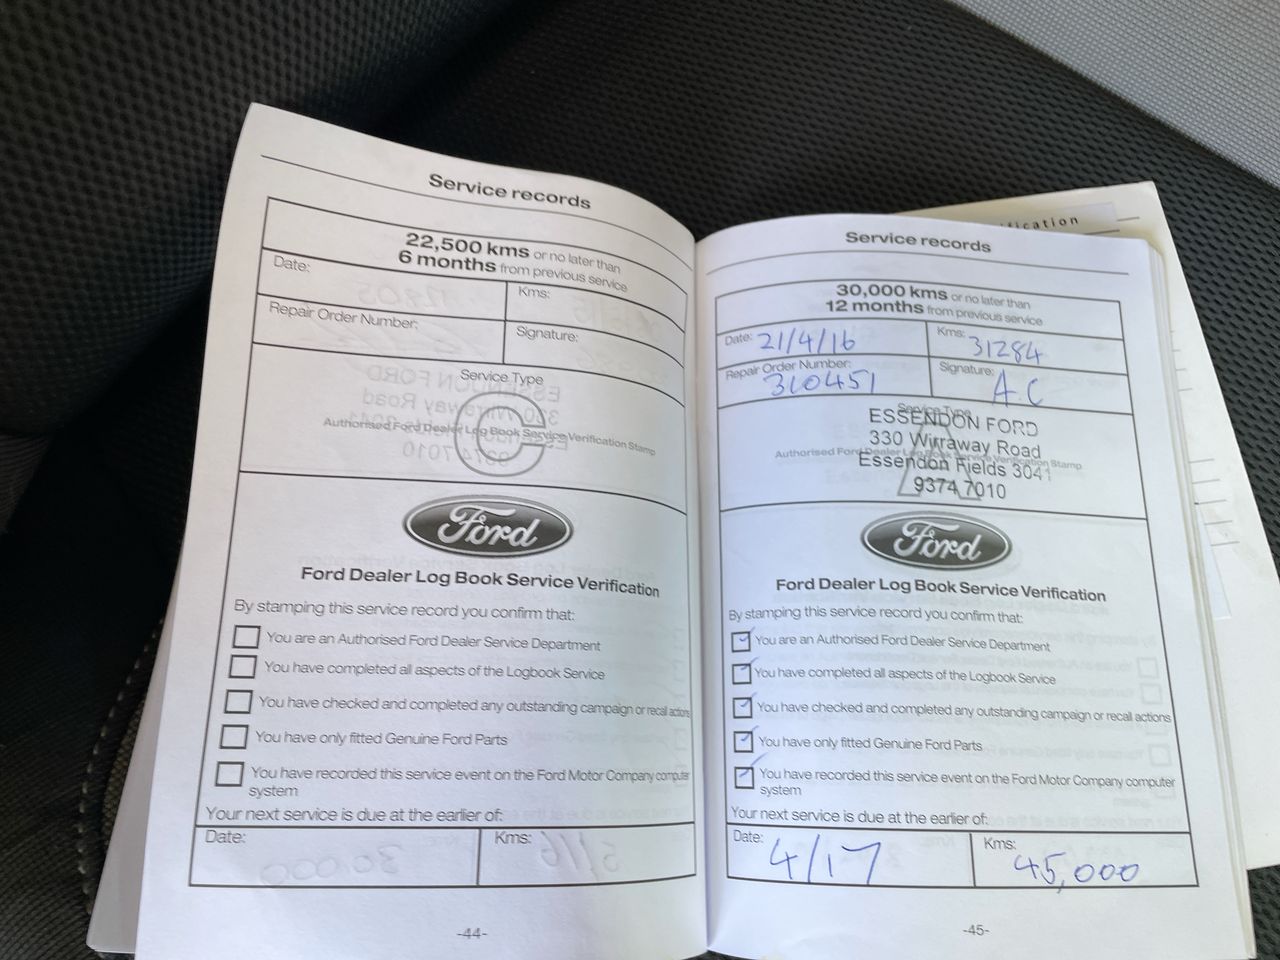 Service records
22,500 kms or no later than
6 months from previous service
Date:
Kms:
Repair Order Number:
Signature:
Service Type
C
Authorised Ford Dealer Log Book Service Verification Stamp
Ford
Ford Dealer Log Book Service Verification
By stamping this service record you confirm that:
You are an Authorised Ford Dealer Service Department
You have completed all aspects of the Logbook Service
You have checked and completed any outstanding campaign or recall actions
You have only fitted Genuine Ford Parts
You have recorded this service event on the Ford Motor Company computer
system
Your next service is due at the earlier of:
Date:
Kms:
-44-
Service records
30,000 kms or no later than
12 months from previous service
Date: 21/4/16
Kms: 31284
Repair Order Number:
310451
Signature:
A.C
Service Type
ESSENDON FORD
330 Wirraway Road
Authorised Ford Dealer Log Book Service Verification Stamp
Essendon Fields 3041
9374 7010
Ford
Ford Dealer Log Book Service Verification
By stamping this service record you confirm that:
You are an Authorised Ford Dealer Service Department
You have completed all aspects of the Logbook Service
You have checked and completed any outstanding campaign or recall actions
You have only fitted Genuine Ford Parts
You have recorded this service event on the Ford Motor Company computer
system
Your next service is due at the earlier of:
Date: 4/17
Kms: 45,000
-45-